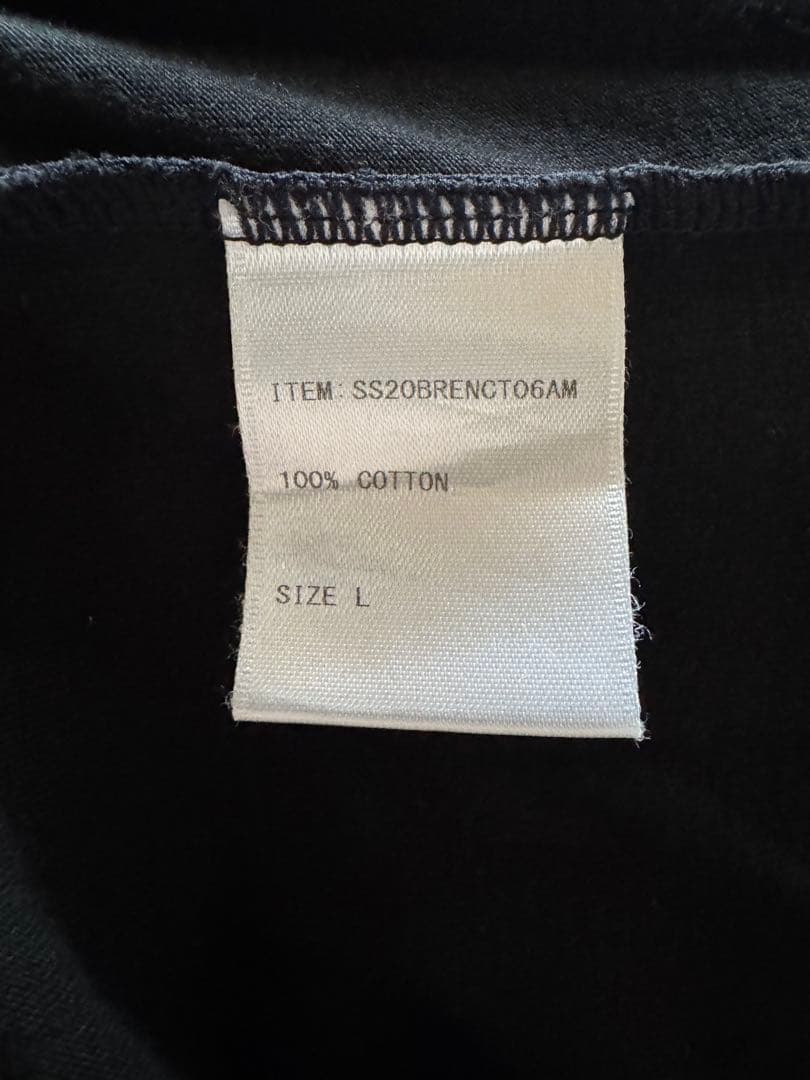 ITEM: SS20BRENCT06AM
100% COTTON
SIZE L